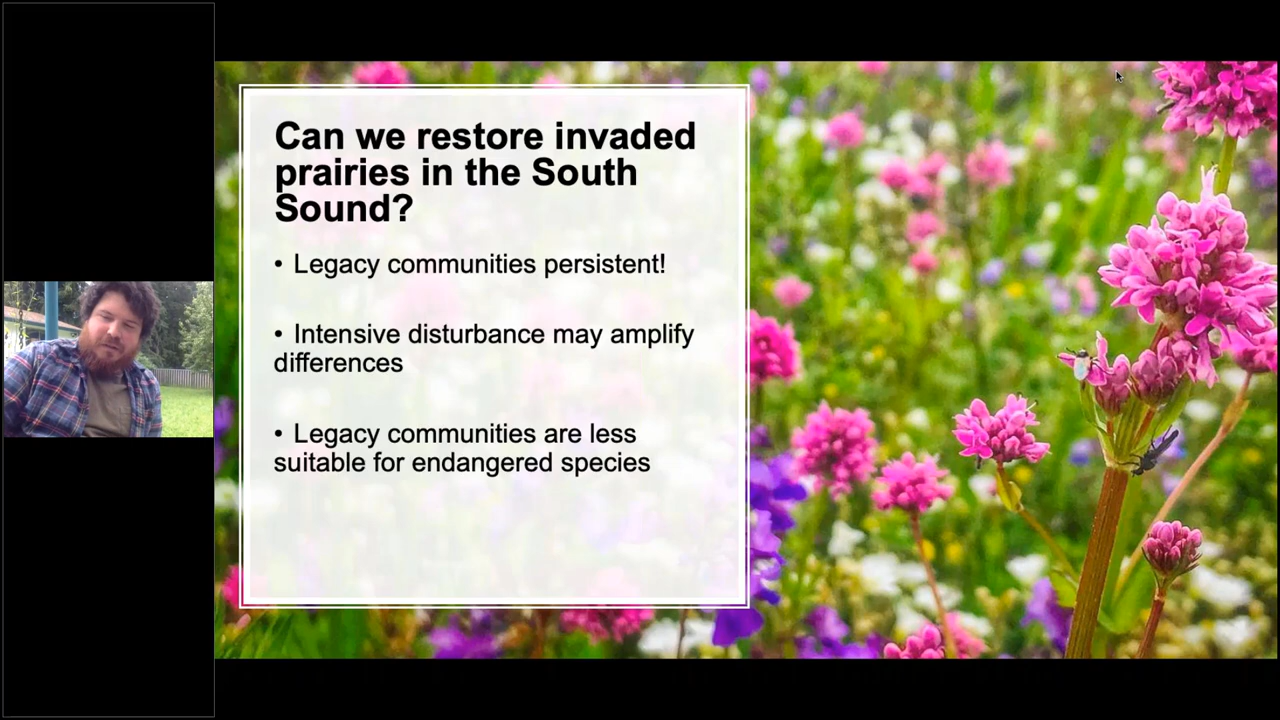 Can we restore invaded
prairies in the South
Sound?
• Legacy communities persistent!
• Intensive disturbance may amplify
differences
• Legacy communities are less
suitable for endangered species